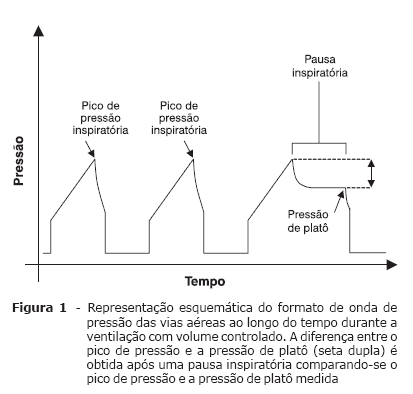 Pausa
inspiratória
Pico de
pressão
inspiratória
Pico de
pressão
inspiratória
Pressão
Pressão
de platô
Tempo
Figura 1 - Representação esquemática do formato de onda de
pressão das vias aéreas ao longo do tempo durante a
ventilação com volume controlado. A diferença entre o
pico de pressão e a pressão de platô (seta dupla) é
obtida após uma pausa inspiratória comparando-se o
pico de pressão e a pressão de platô medida